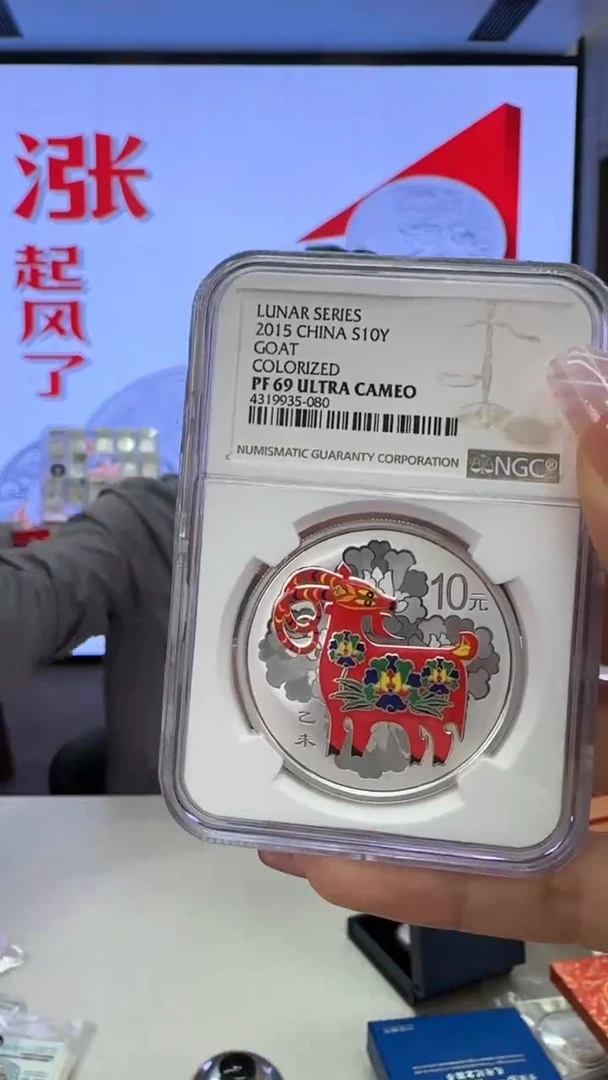 涨
起风了
LUNAR SERIES
2015 CHINA S10Y
GOAT
COLORIZED
PF 69 ULTRA CAMEO
4319935-080
NUMISMATIC GUARANTY CORPORATION
NGC®
10元
乙未